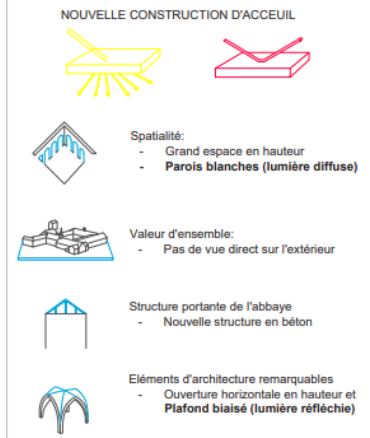 NOUVELLE CONSTRUCTION D'ACCEUIL
Spatialité:
- Grand espace en hauteur
- Parois blanches (lumière diffuse)
Valeur d'ensemble:
- Pas de vue direct sur l'extérieur
Structure portante de l'abbaye
- Nouvelle structure en béton
Eléments d'architecture remarquables
- Ouverture horizontale en hauteur et
Plafond biaisé (lumière réfléchie)